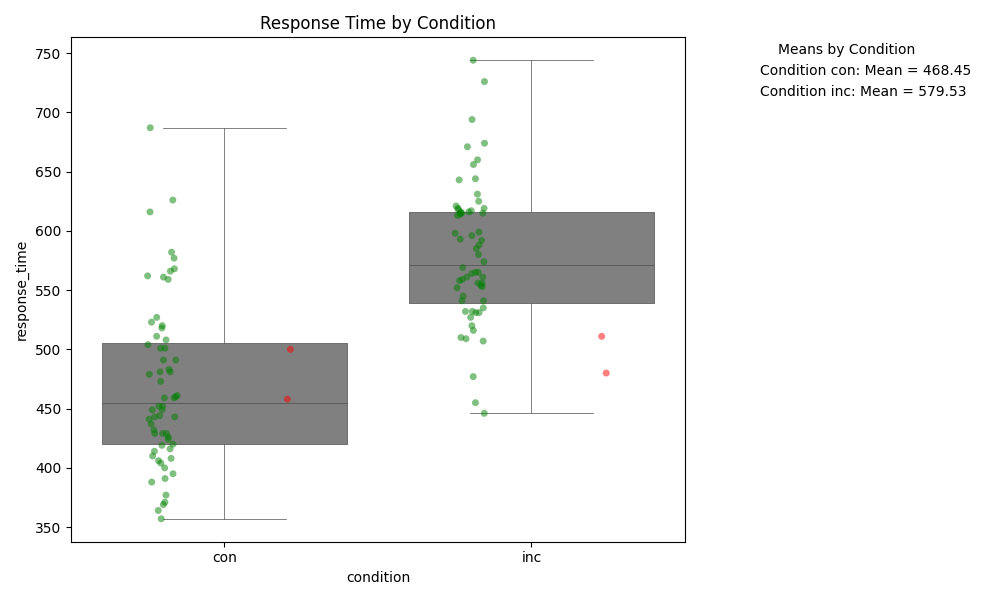 Response Time by Condition
Means by Condition
Condition con: Mean = 468.45
Condition inc: Mean = 579.53
750
700
650
600
550
500
450
400
350
response_time
con
inc
condition